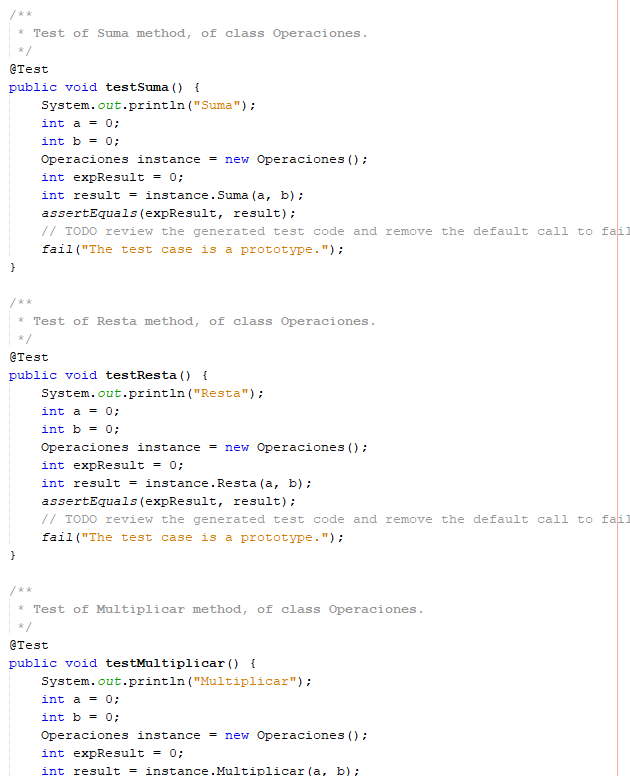 /**
 * Test of Suma method, of class Operaciones.
 */
@Test
public void testSuma() {
    System.out.println("Suma");
    int a = 0;
    int b = 0;
    Operaciones instance = new Operaciones();
    int expResult = 0;
    int result = instance.Suma(a, b);
    assertEquals(expResult, result);
    // TODO review the generated test code and remove the default call to fail
    fail("The test case is a prototype.");
}

/**
 * Test of Resta method, of class Operaciones.
 */
@Test
public void testResta() {
    System.out.println("Resta");
    int a = 0;
    int b = 0;
    Operaciones instance = new Operaciones();
    int expResult = 0;
    int result = instance.Resta(a, b);
    assertEquals(expResult, result);
    // TODO review the generated test code and remove the default call to fail
    fail("The test case is a prototype.");
}

/**
 * Test of Multiplicar method, of class Operaciones.
 */
@Test
public void testMultiplicar() {
    System.out.println("Multiplicar");
    int a = 0;
    int b = 0;
    Operaciones instance = new Operaciones();
    int expResult = 0;
    int result = instance.Multiplicar(a, b);